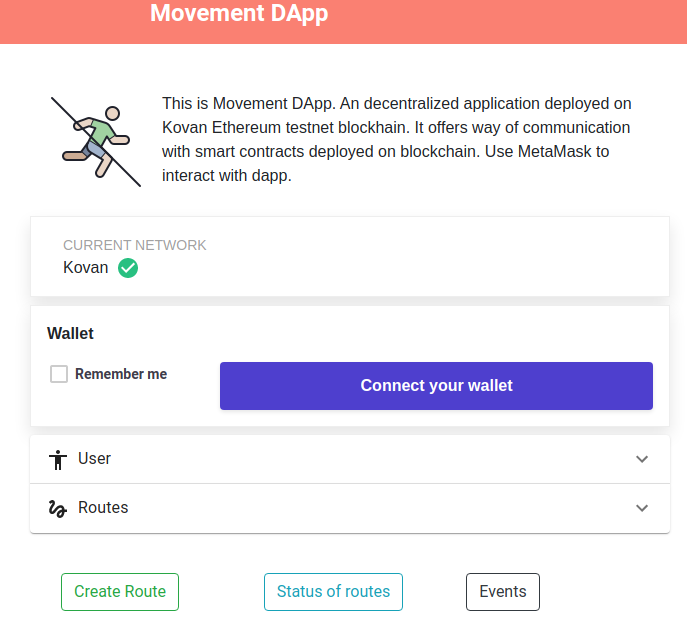 Movement DApp
This is Movement DApp. An decentralized application deployed on
Kovan Ethereum testnet blockhain. It offers way of communication
with smart contracts deployed on blockchain. Use MetaMask to
interact with dapp.
CURRENT NETWORK
Kovan
Wallet
Remember me
Connect your wallet
User
Routes
Create Route
Status of routes
Events